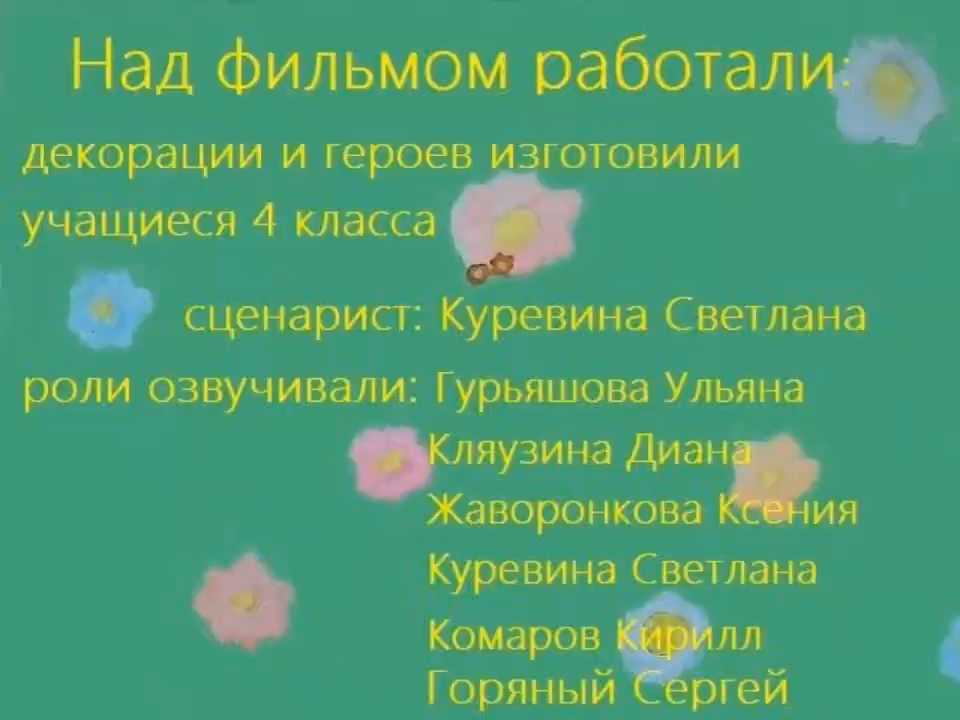 Над фильмом работали:
декорации и героев изготовили
учащиеся 4 класса
сценарист: Куревина Светлана
роли озвучивали: Гурьяшова Ульяна
Кляузина Диана
Жаворонкова Ксения
Куревина Светлана
Комаров Кирилл
Горяный Сергей